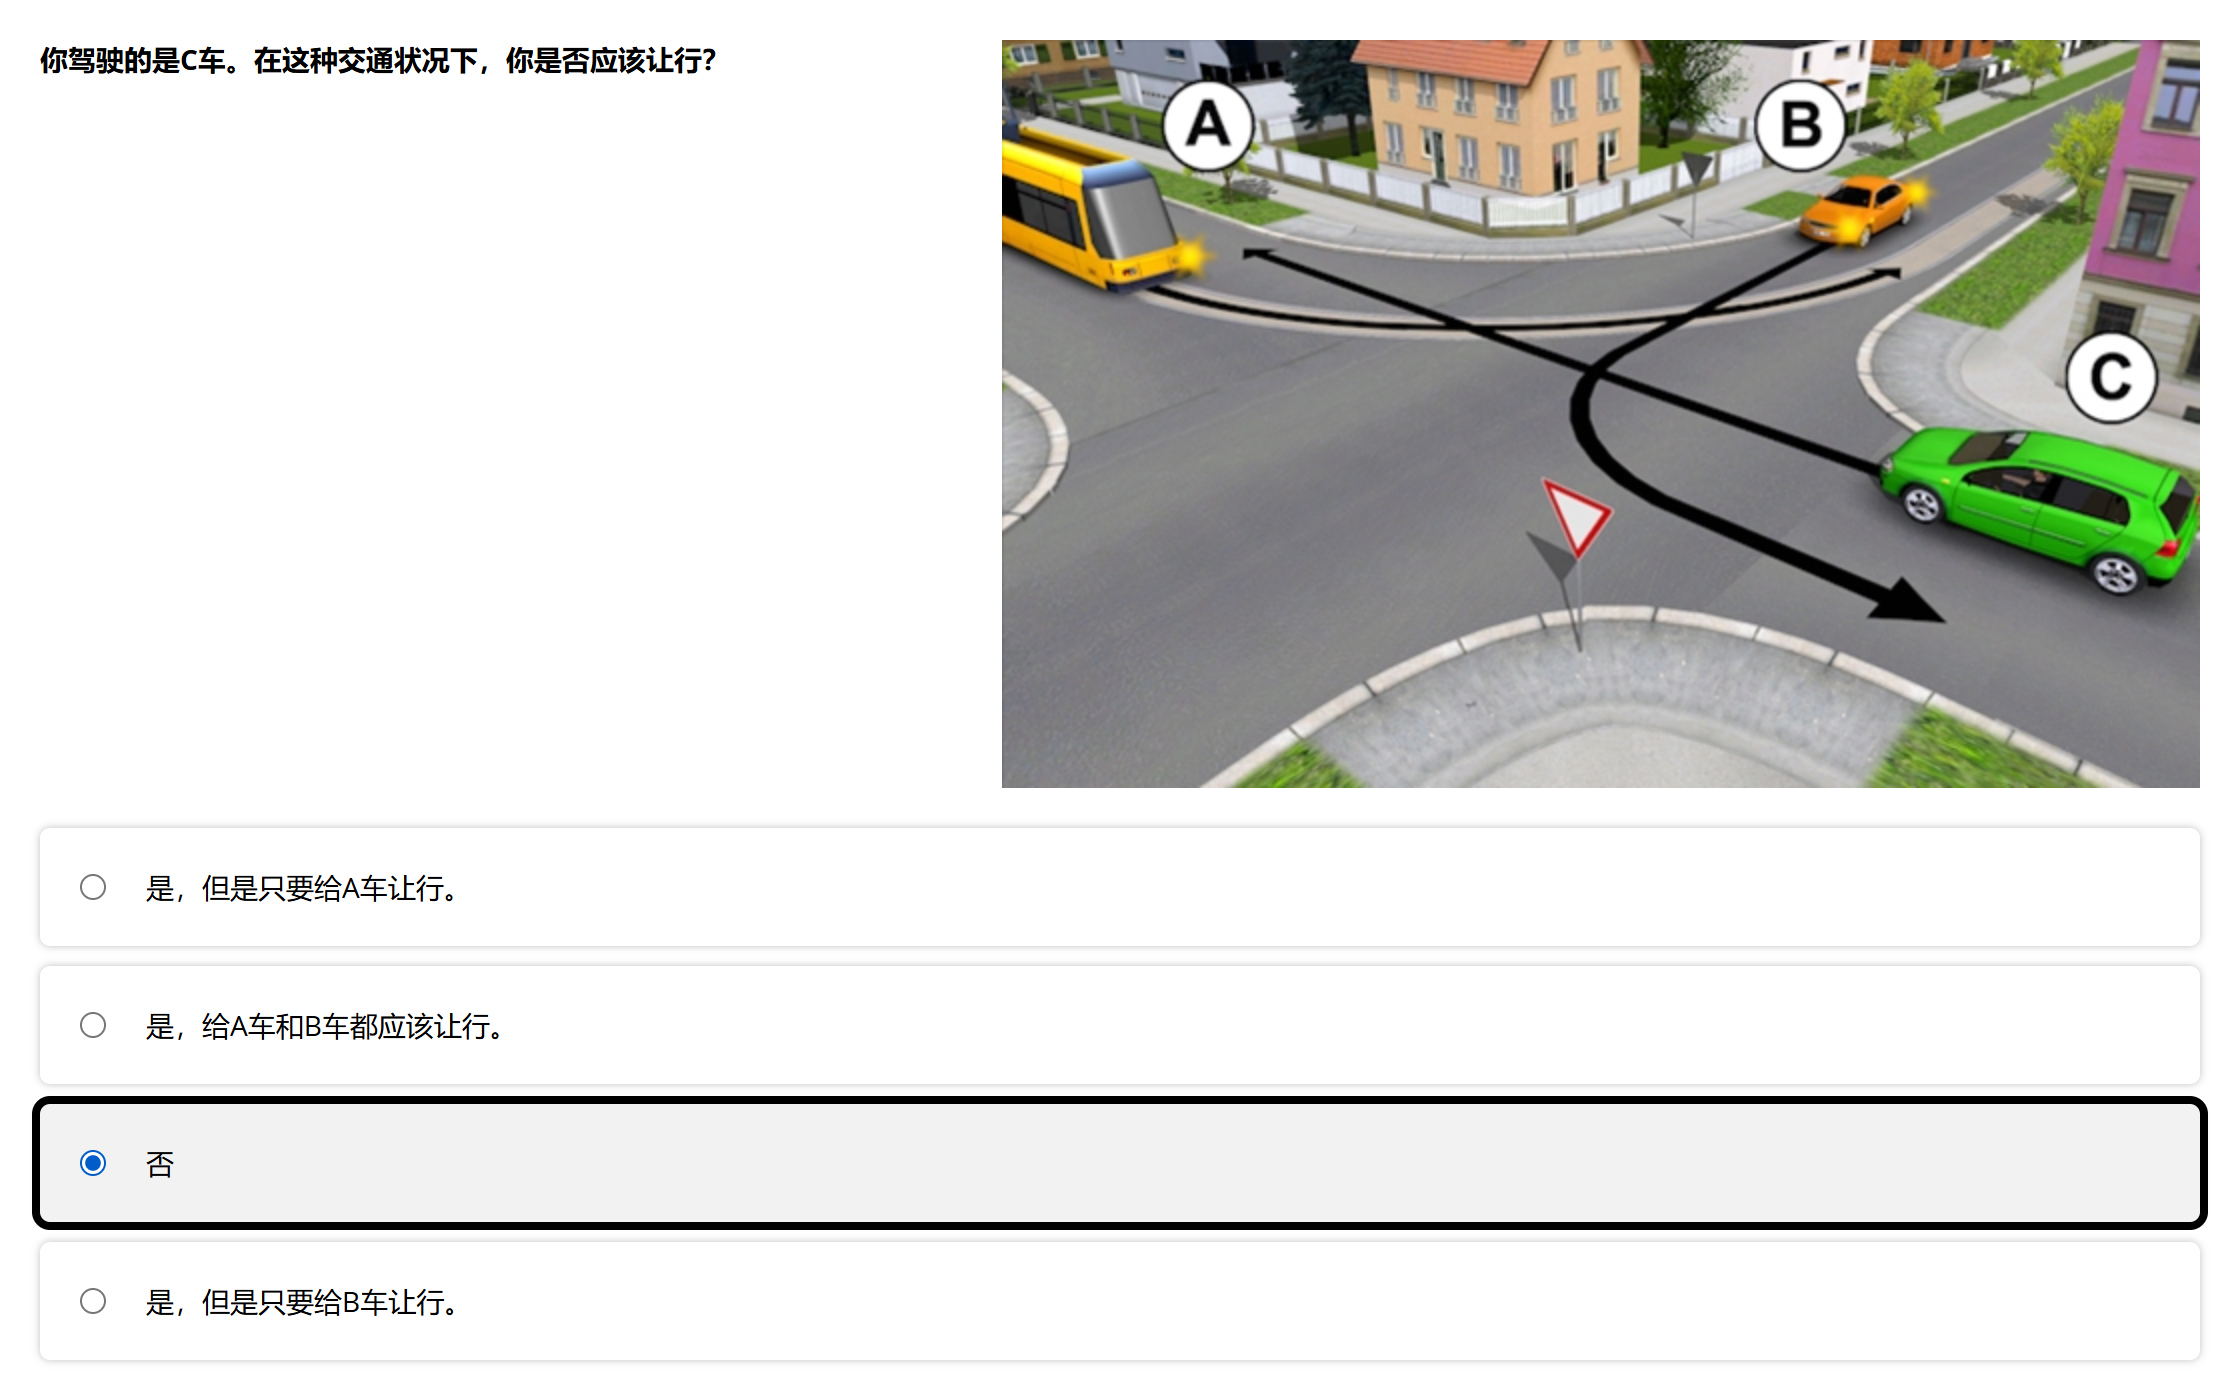 你驾驶的是C车。在这种交通状况下，你是否应该让行？
A
B
C
是，但是只要给A车让行。
是，给A车和B车都应该让行。
否
是，但是只要给B车让行。